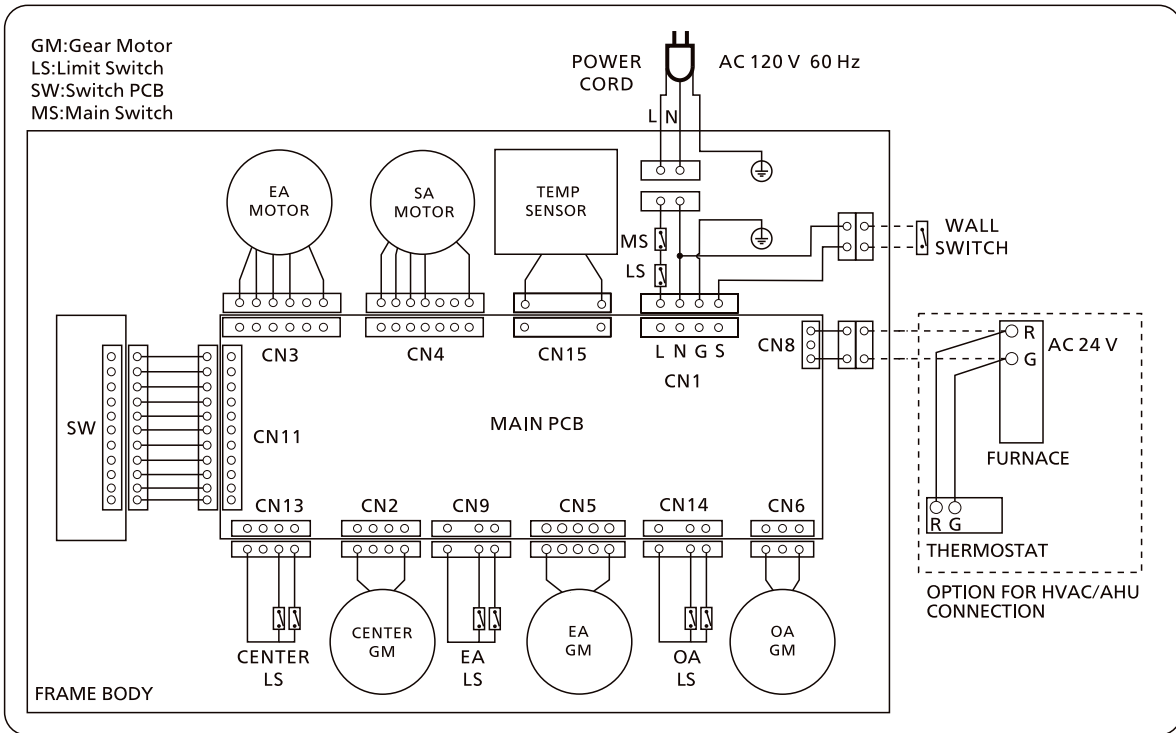 GM:Gear Motor
LS:Limit Switch
SW:Switch PCB
MS:Main Switch
POWER
CORD
AC 120 V 60 Hz
L N
EA
MOTOR
SA
MOTOR
TEMP
SENSOR
MS
LS
WALL
SWITCH
CN3
CN4
CN15
L N G S
CN1
CN8
R
AC 24 V
G
FURNACE
SW
CN11
MAIN PCB
CN13
CN2
CN9
CN5
CN14
CN6
R G
THERMOSTAT
OPTION FOR HVAC/AHU
CONNECTION
CENTER
LS
CENTER
GM
EA
LS
EA
GM
OA
LS
OA
GM
FRAME BODY